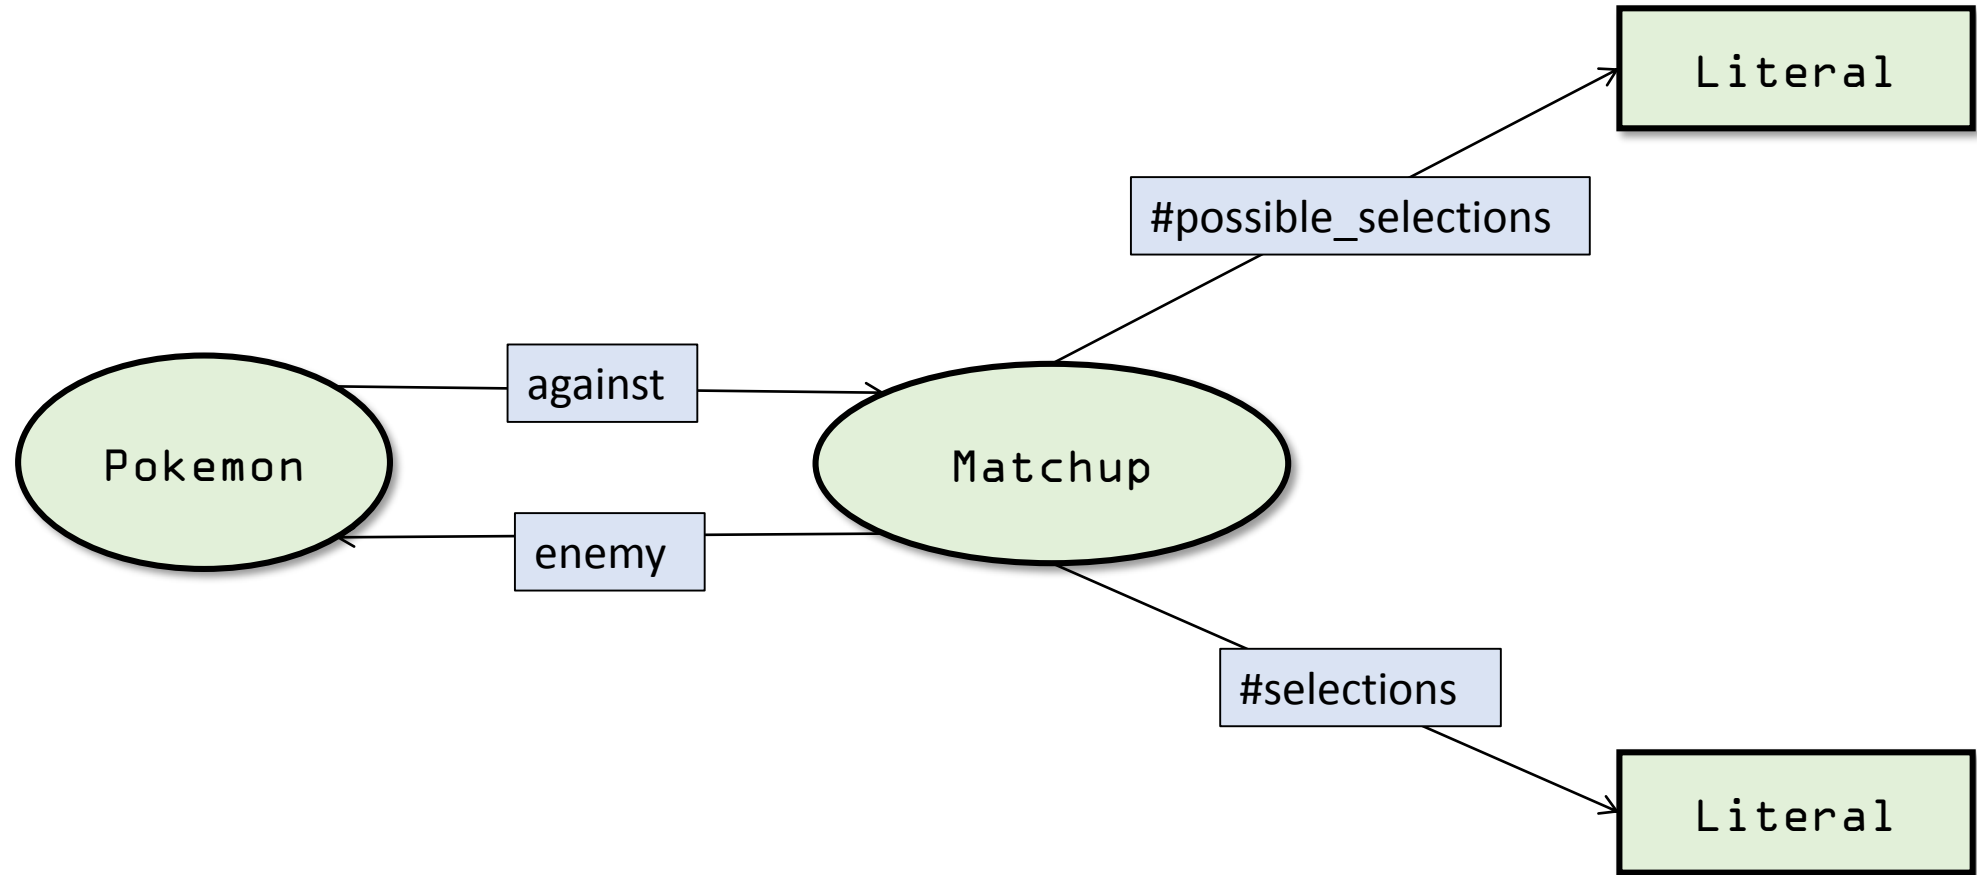 Literal
#possible_selections
against
Pokemon
Matchup
enemy
#selections
Literal